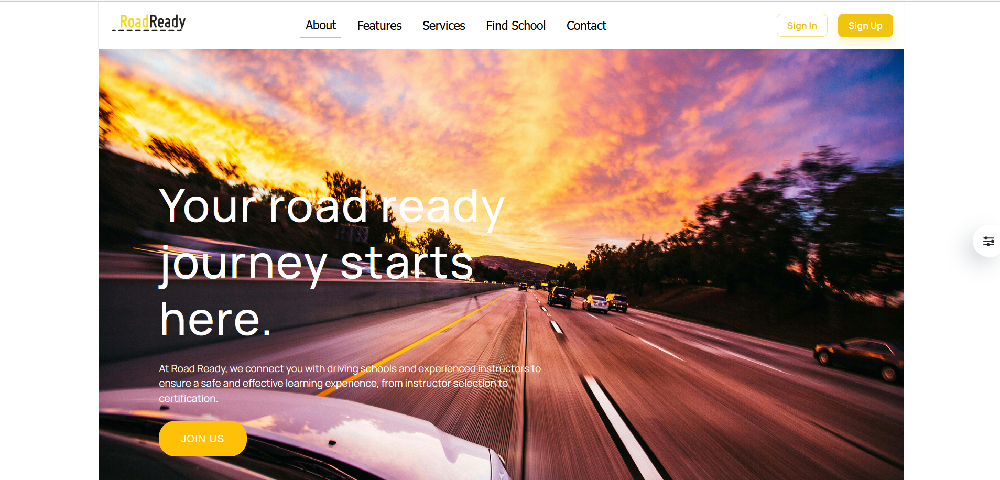 RoadReady
About
Features
Services
Find School
Contact
Sign In
Sign Up
Your road ready
journey starts
here.
At Road Ready, we connect you with driving schools and experienced instructors to
ensure a safe and effective learning experience, from instructor selection to
certification.
JOIN US